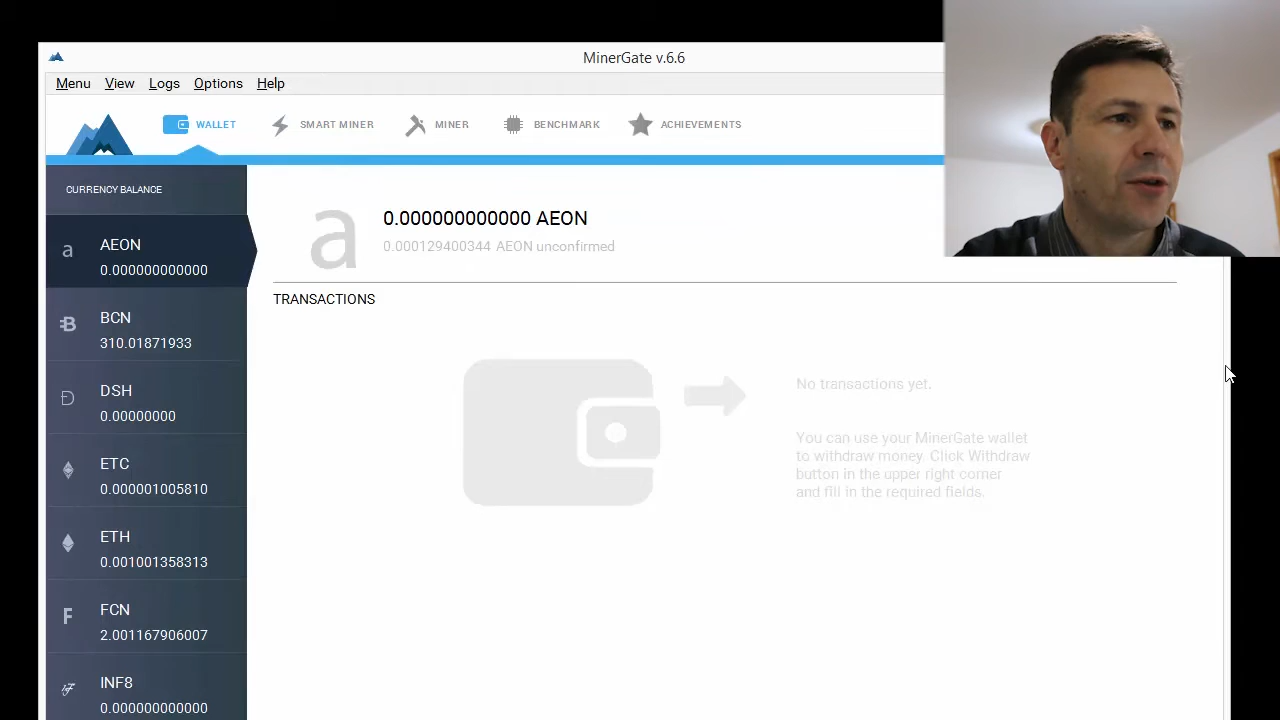 MinerGate v.6.6
Menu View Logs Options Help
WALLET SMART MINER MINER BENCHMARK ACHIEVEMENTS
CURRENCY BALANCE
AEON
0.000000000000
BCN
310.01871933
DSH
0.00000000
ETC
0.000001005810
ETH
0.001001358313
FCN
2.001167906007
INF8
0.000000000000
a
0.000000000000 AEON
0.000129400344 AEON unconfirmed
TRANSACTIONS
No transactions yet.
You can use your MinerGate wallet
to withdraw money. Click Withdraw
button in the upper right corner
and fill in the required fields.